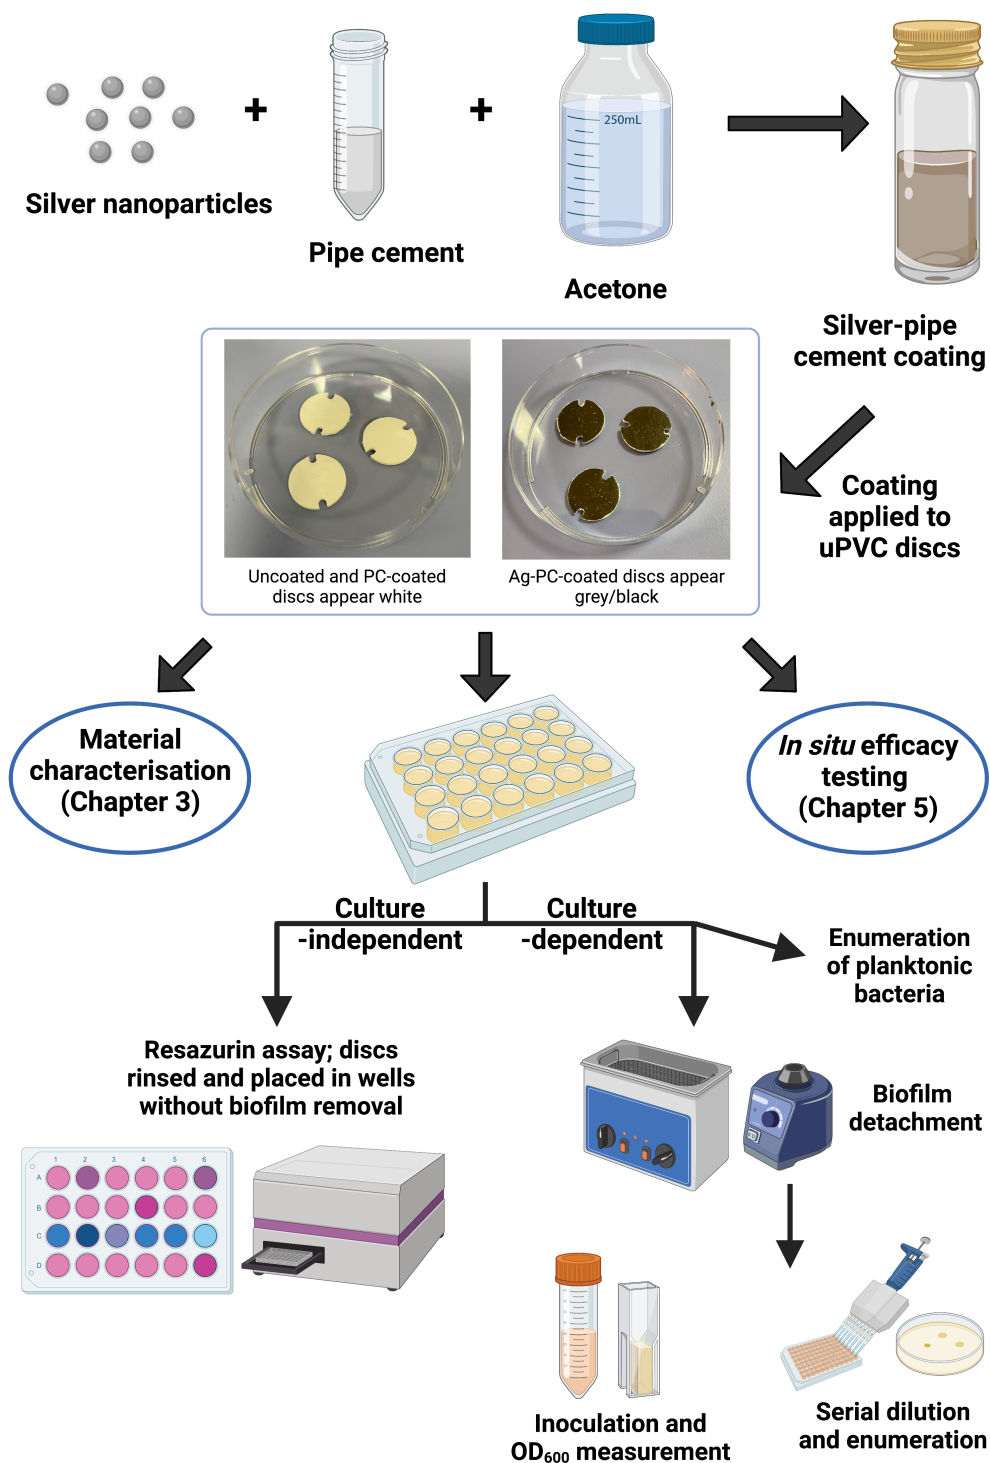 250mL
Silver nanoparticles
Pipe cement
Acetone
Silver-pipe
cement coating
Coating
applied to
uPVC discs
Uncoated and PC-coated
discs appear white
Ag-PC-coated discs appear
grey/black
Material
characterisation
(Chapter 3)
In situ efficacy
testing
(Chapter 5)
Culture
-independent
Culture
-dependent
Enumeration
of planktonic
bacteria
Resazurin assay; discs
rinsed and placed in wells
without biofilm removal
Biofilm
detachment
1 2 3 4 5 6
A
B
C
D
Inoculation and
OD₆₀₀ measurement
Serial dilution
and enumeration